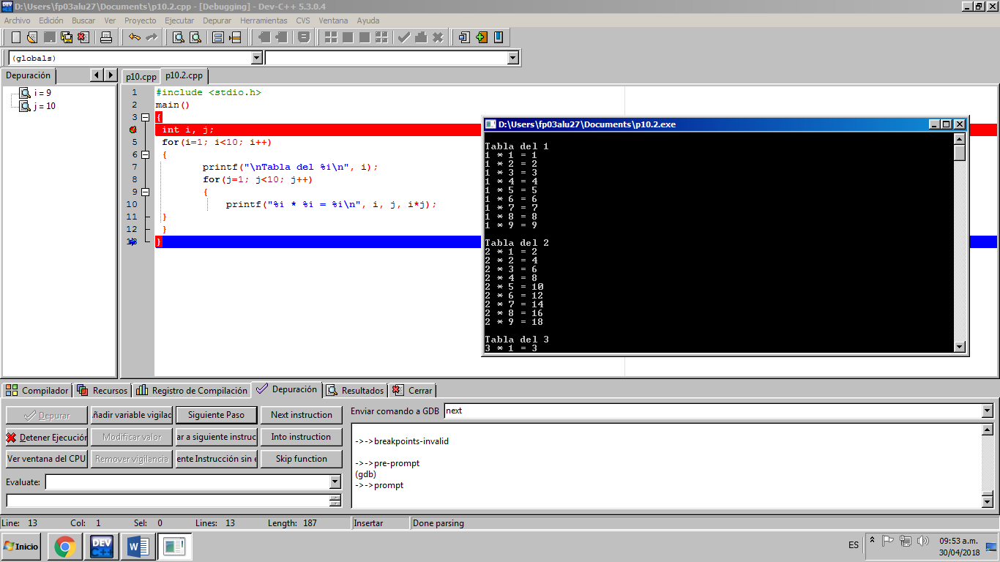 D:\Users\fp03alu27\Documents\p10.cpp - [Debugging] - Dev-C++ 5.3.0.4
Archivo Edición Buscar Ver Proyecto Ejecutar Depurar Herramientas CVS Ventana Ayuda
(globals)
Depuración
p10.cpp p10.2.cpp
i = 9
j = 10
1 #include <stdio.h>
2 main()
3 {
int i, j;
5 for(i=1; i<10; i++)
6 {
7 printf("\nTabla del %i\n", i);
8 for(j=1; j<10; j++)
9 {
10 printf("%i * %i = %i\n", i, j, i*j);
11 }
12 }
13 }
D:\Users\fp03alu27\Documents\p10.2.exe
Tabla del 1
1 * 1 = 1
1 * 2 = 2
1 * 3 = 3
1 * 4 = 4
1 * 5 = 5
1 * 6 = 6
1 * 7 = 7
1 * 8 = 8
1 * 9 = 9
Tabla del 2
2 * 1 = 2
2 * 2 = 4
2 * 3 = 6
2 * 4 = 8
2 * 5 = 10
2 * 6 = 12
2 * 7 = 14
2 * 8 = 16
2 * 9 = 18
Tabla del 3
3 * 1 = 3
Compilador Recursos Registro de Compilación Depuración Resultados Cerrar
Depurar ñadir variable vigilac Siguiente Paso Next instruction
Detener Ejecución Modificar valor ar a siguiente instruc Into instruction
Ver ventana del CPU Remover vigilancia ente Instrucción sin e Skip function
Evaluate:
Enviar comando a GDB next
->->breakpoints-invalid
->->pre-prompt
(gdb)
->->prompt
Line: 13 Col: 1 Sel: 0 Lines: 13 Length: 187 Insertar Done parsing
Inicio
DEV C++
W
ES
09:53 a.m.
30/04/2018